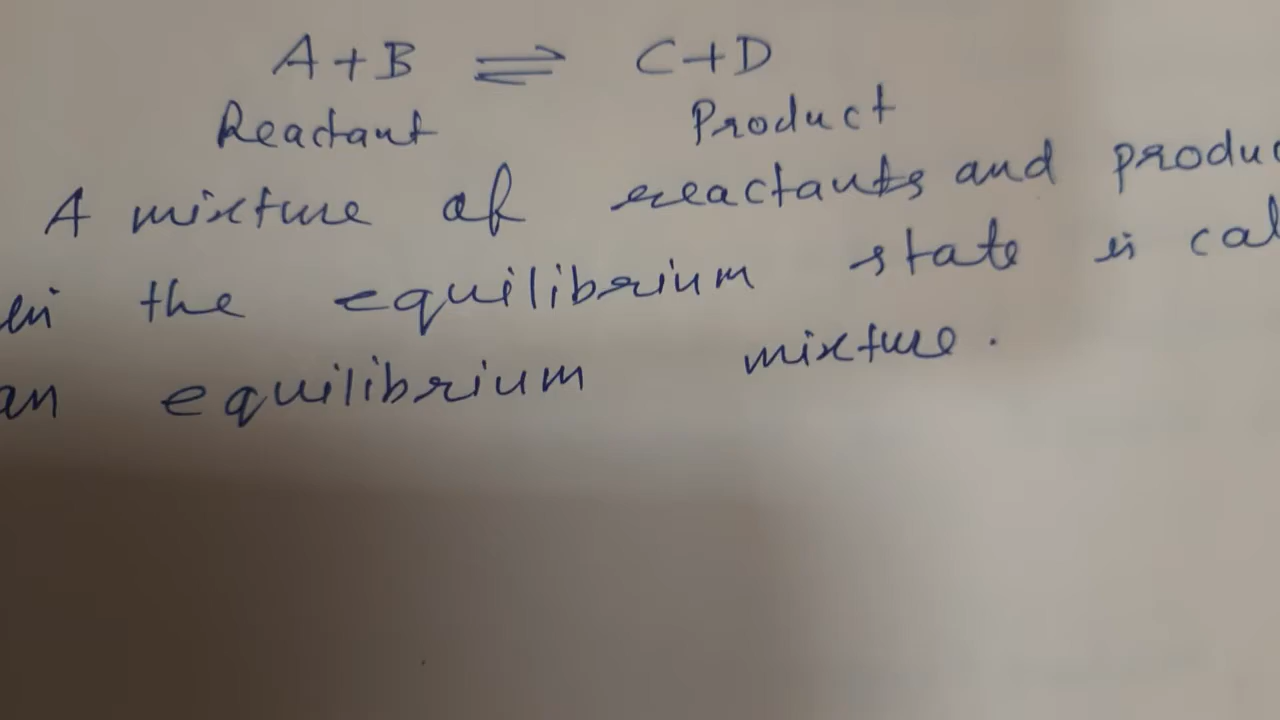 A + B ⇌ C + D
Reactant Product
A mixture of reactants and produc
in the equilibrium state is cal
an equilibrium mixture.